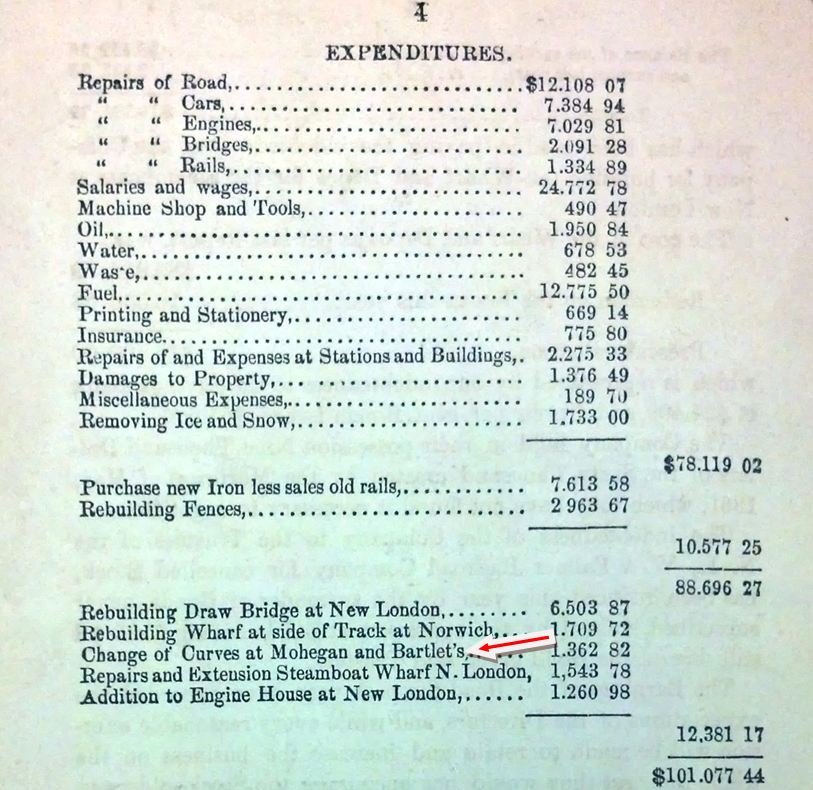 4
EXPENDITURES.
Repairs of Road,..............................$12.108 07
“ “ Cars,.............................. 7.384 94
“ “ Engines,........................... 7.029 81
“ “ Bridges,........................... 2.091 28
“ “ Rails,............................. 1.334 89
Salaries and wages,........................... 24.772 78
Machine Shop and Tools,....................... 490 47
Oil,.......................................... 1.950 84
Water,........................................ 678 53
Waste,........................................ 482 45
Fuel,......................................... 12.775 50
Printing and Stationery,...................... 669 14
Insurance..................................... 775 80
Repairs of and Expenses at Stations and Buildings,.. 2.275 33
Damages to Property,.......................... 1.376 49
Miscellaneous Expenses,....................... 189 70
Removing Ice and Snow,........................ 1.733 00
$78.119 02
Purchase new Iron less sales old rails,........... 7.613 58
Rebuilding Fences,............................ 2 963 67
10.577 25
88.696 27
Rebuilding Draw Bridge at New London,........ 6.503 87
Rebuilding Wharf at side of Track at Norwich,... 1.709 72
Change of Curves at Mohegan and Bartlet's,...... 1.362 82
Repairs and Extension Steamboat Wharf N. London, 1,543 78
Addition to Engine House at New London,...... 1.260 98
12,381 17
$101.077 44